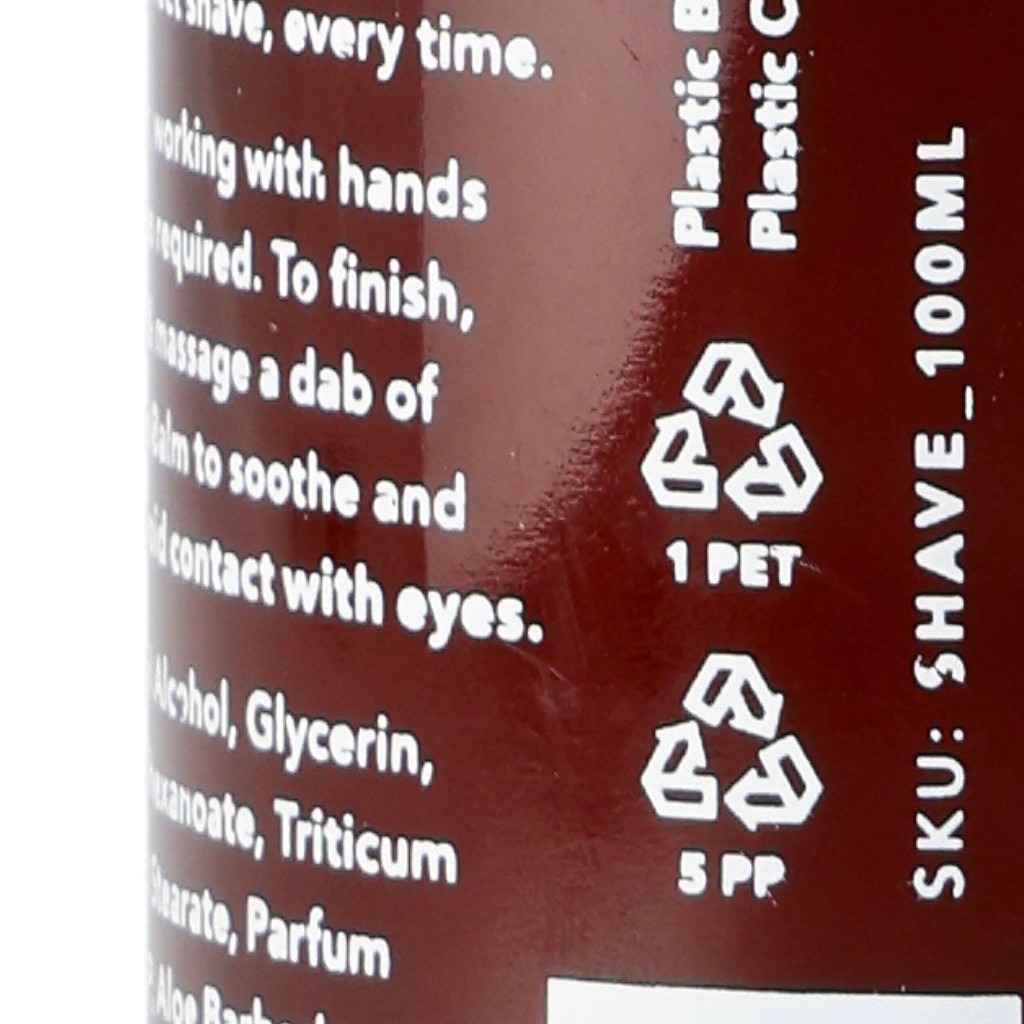 shave, every time.
working with hands
required. To finish,
massage a dab of
Balm to soothe and
contact with eyes.
Alcohol, Glycerin,
Triticum
Stearate, Parfum
Aloe
Plastic
Plastic
1 PET
5 PP
SKU: SHAVE_100ML